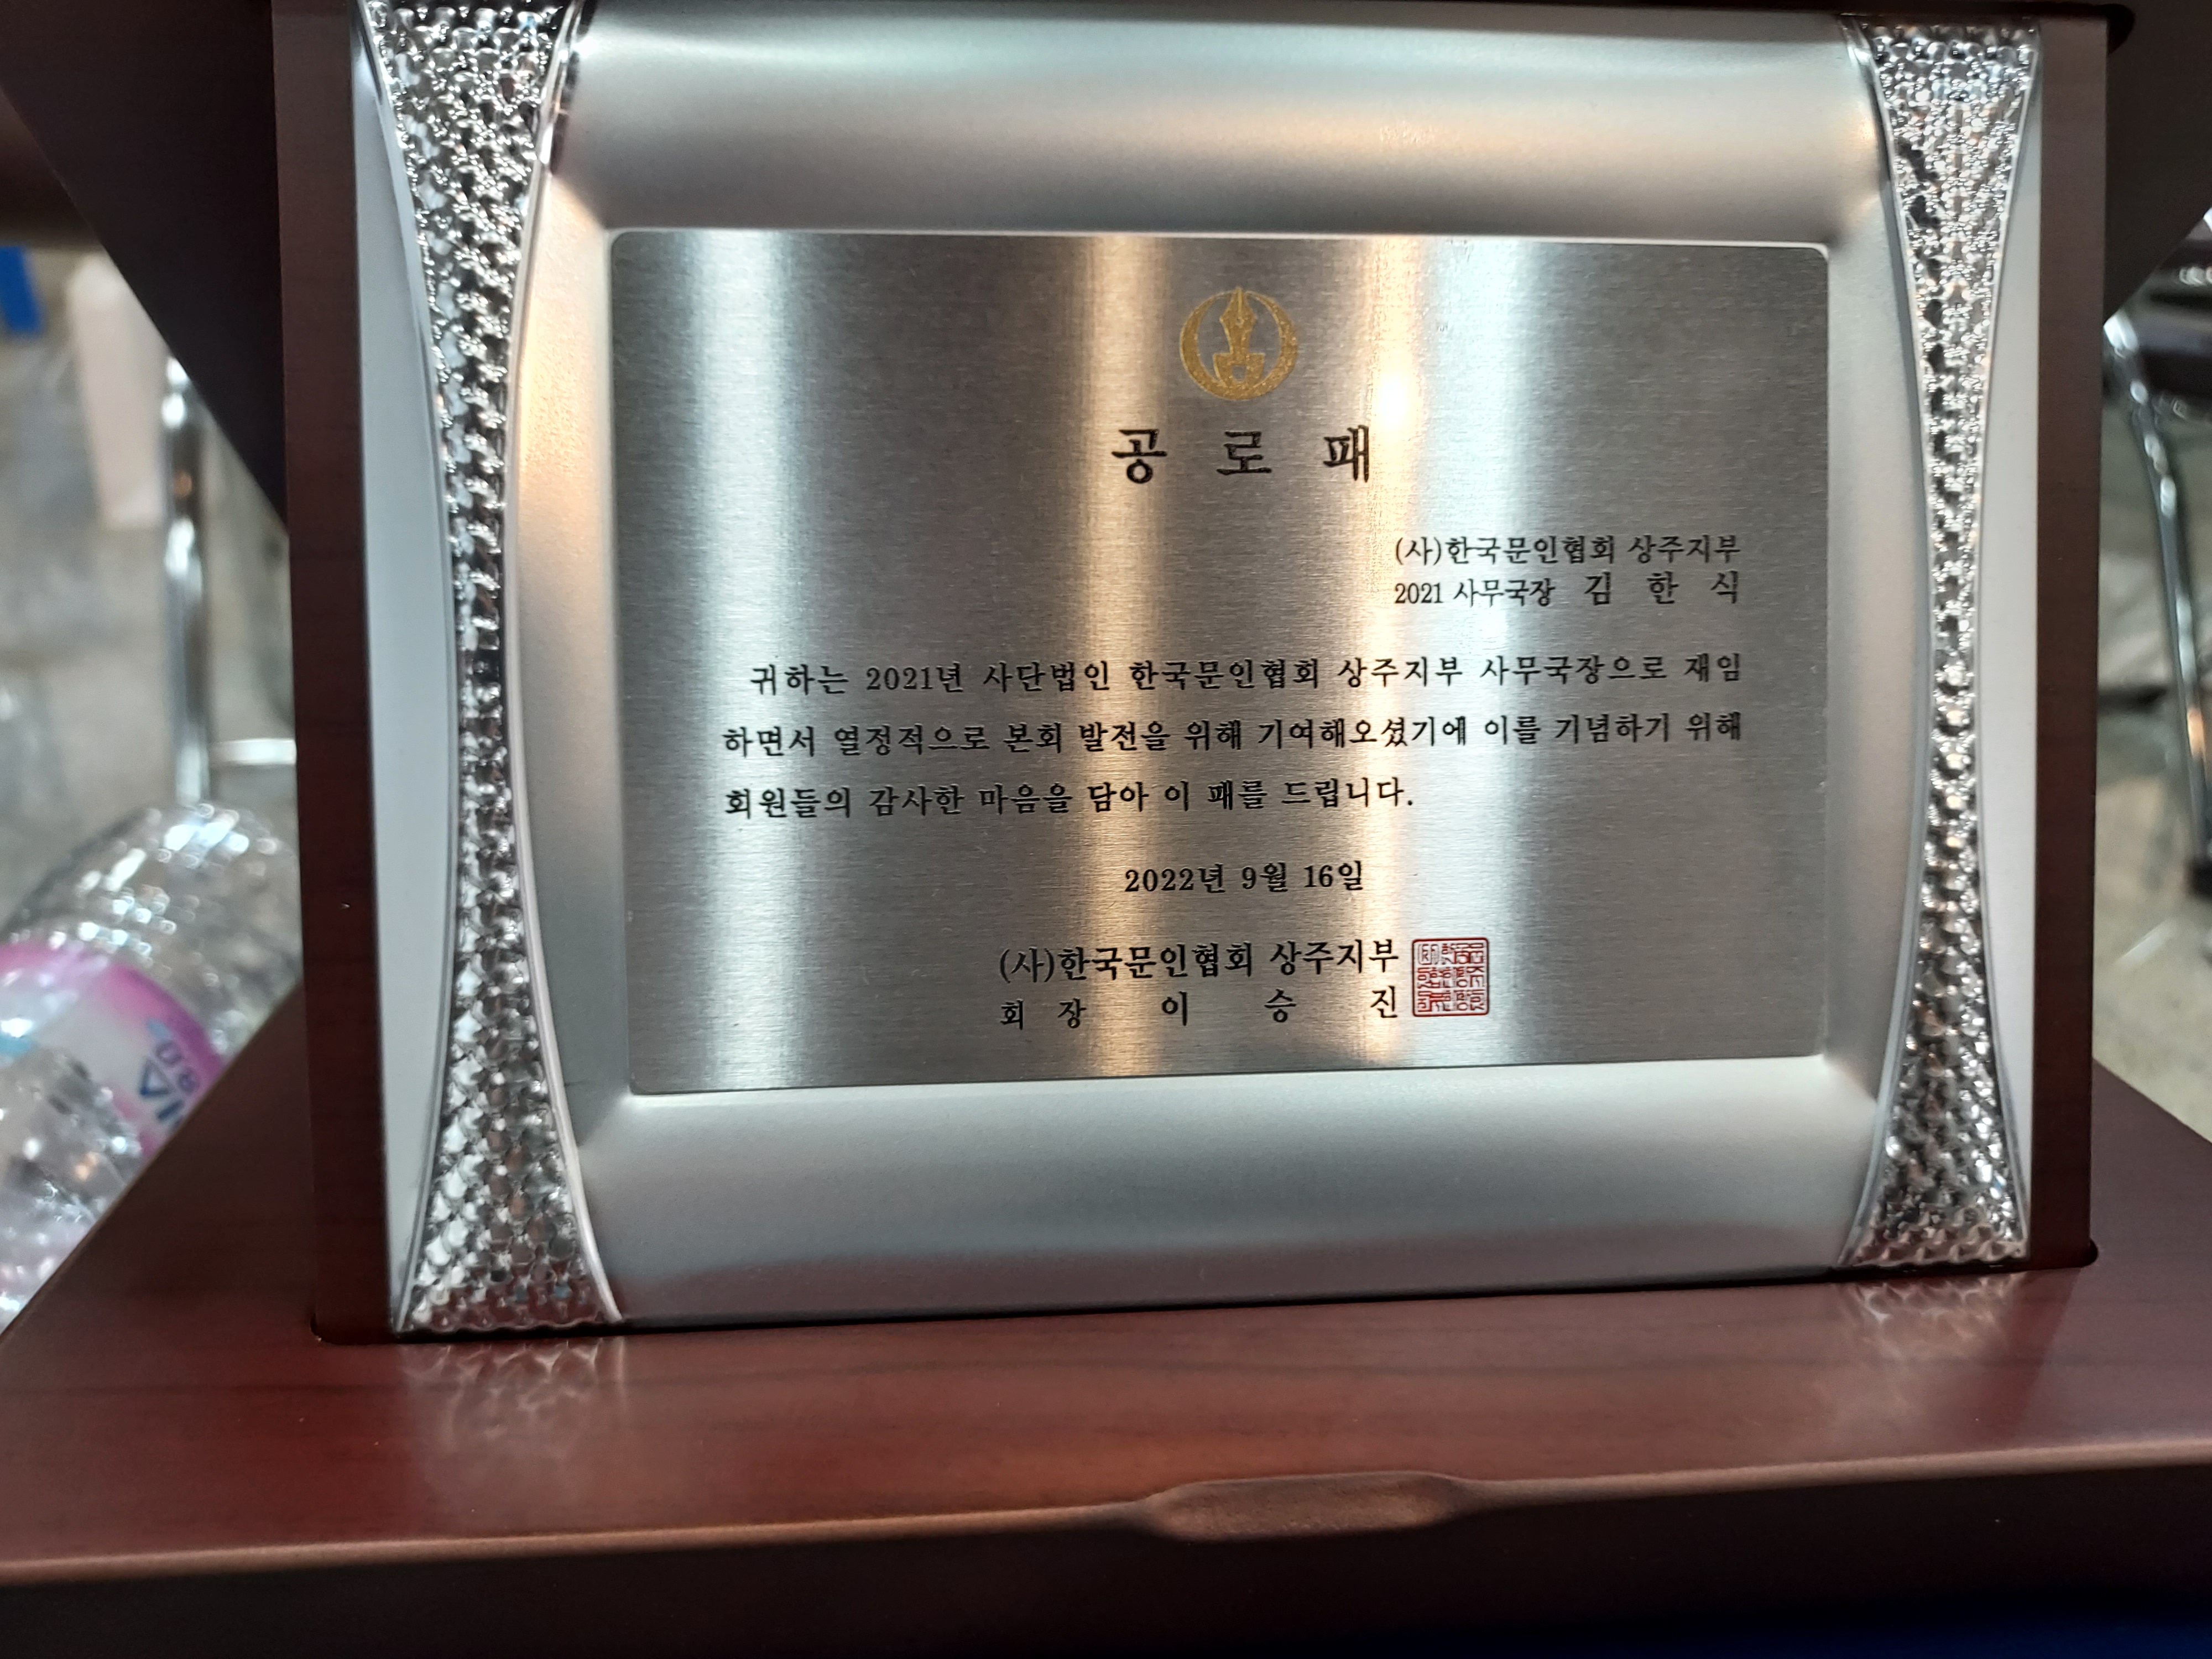 공 로 패
(사)한국문인협회 상주지부
2021 사무국장 김 한 식
귀하는 2021년 사단법인 한국문인협회 상주지부 사무국장으로 재임
하면서 열정적으로 본회 발전을 위해 기여해오셨기에 이를 기념하기 위해
회원들의 감사한 마음을 담아 이 패를 드립니다.
2022년 9월 16일
(사)한국문인협회 상주지부
회 장 이 승 진